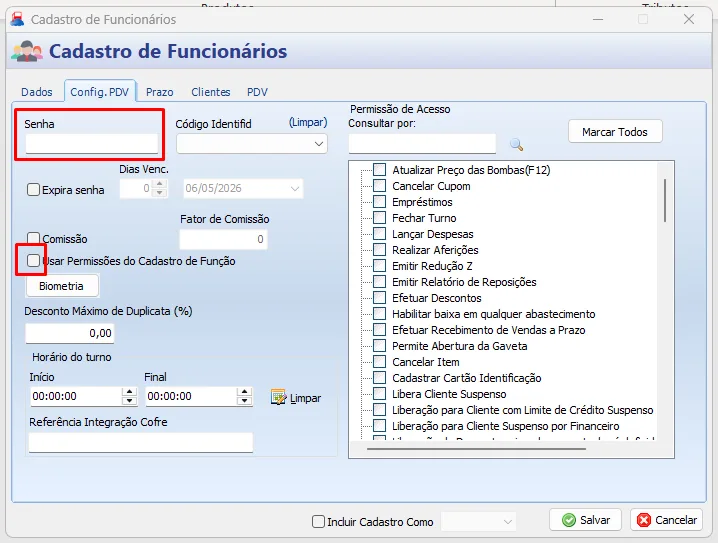 Cadastro de Funcionários
Cadastro de Funcionários
Dados Config. PDV Prazo Clientes PDV
Senha
Código Identifid
(Limpar)
Dias Venc.
Expira senha
0
06/05/2026
Fator de Comissão
Comissão
0
Usar Permissões do Cadastro de Função
Biometria
Desconto Máximo de Duplicata (%)
0,00
Horário do turno
Início
Final
00:00:00
00:00:00
Limpar
Referência Integração Cofre
Permissão de Acesso
Consultar por:
Marcar Todos
Atualizar Preço das Bombas(F12)
Cancelar Cupom
Empréstimos
Fechar Turno
Lançar Despesas
Realizar Aferições
Emitir Redução Z
Emitir Relatório de Reposições
Efetuar Descontos
Habilitar baixa em qualquer abastecimento
Efetuar Recebimento de Vendas a Prazo
Permite Abertura da Gaveta
Cancelar Item
Cadastrar Cartão Identificação
Libera Cliente Suspenso
Liberação para Cliente com Limite de Crédito Suspenso
Liberação para Cliente Suspenso por Financeiro
Incluir Cadastro Como
Salvar
Cancelar